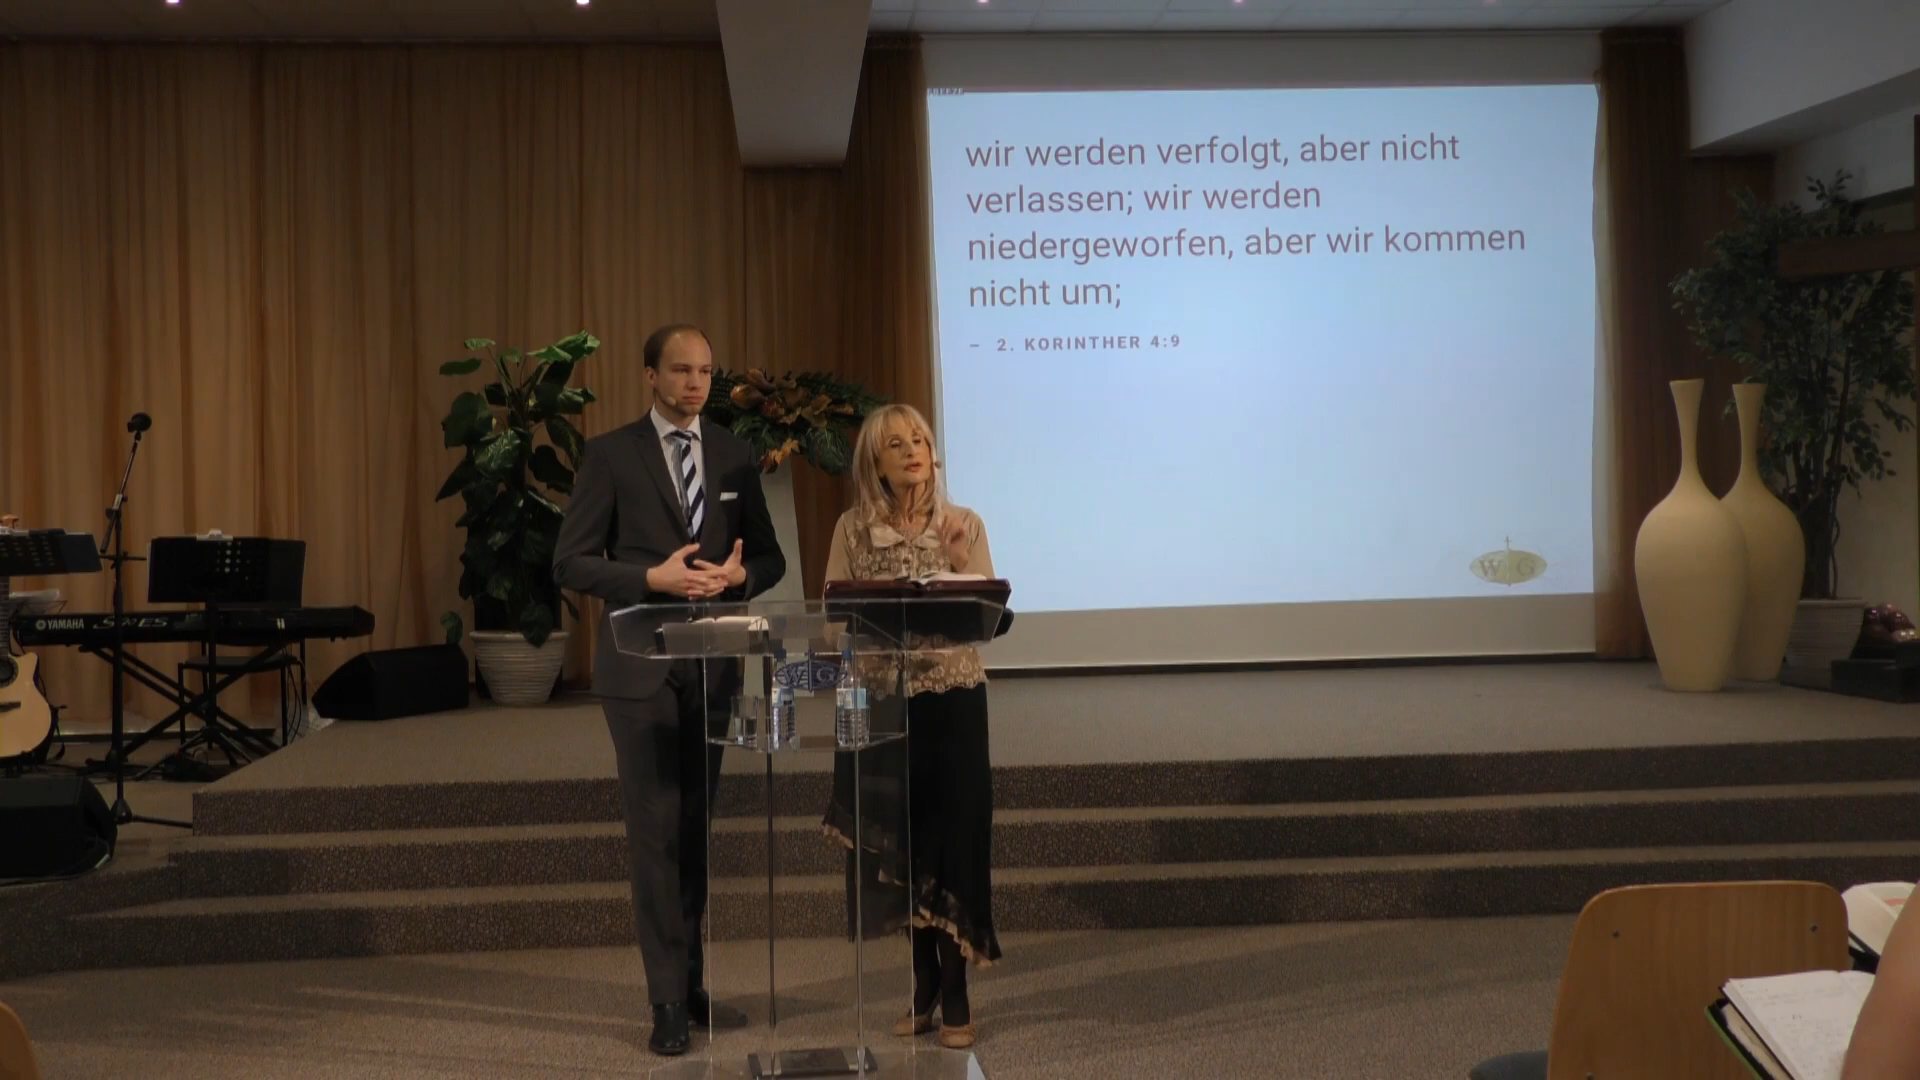 FREEZE
wir werden verfolgt, aber nicht
verlassen; wir werden
niedergeworfen, aber wir kommen
nicht um;
– 2. KORINTHER 4:9
W G
YAMAHA
W G